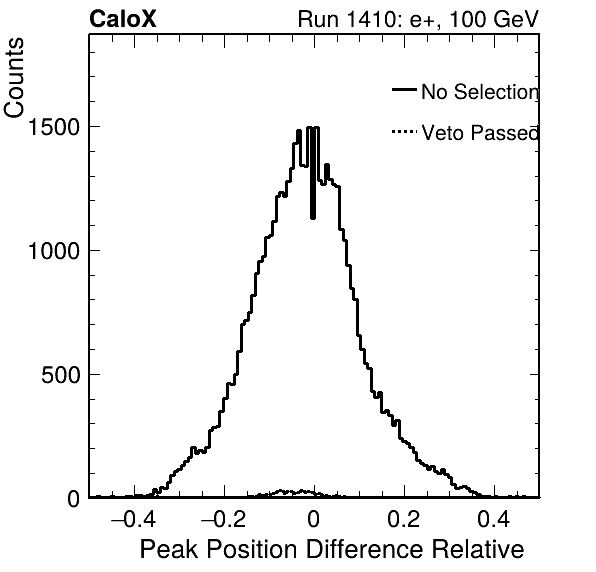 CaloX Run 1410: e+, 100 GeV
Counts
No Selection
Veto Passed
1500
1000
500
0
−0.4 −0.2 0 0.2 0.4
Peak Position Difference Relative